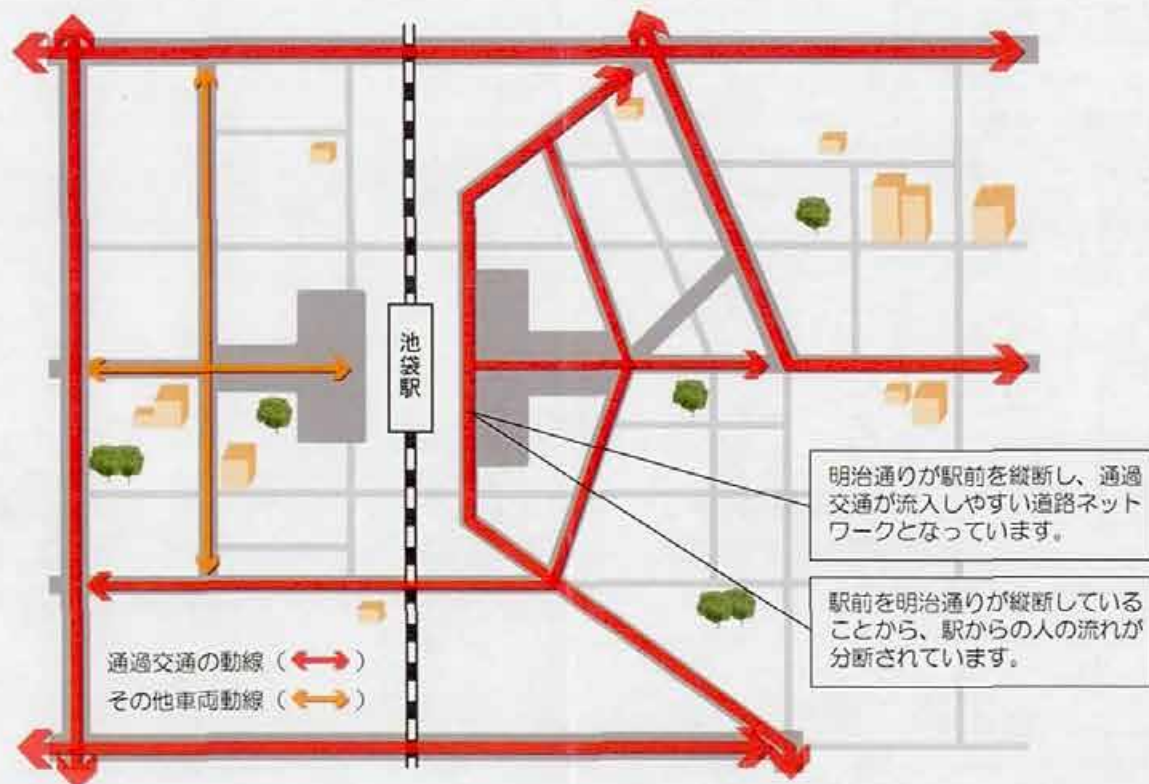 池袋駅
明治通りが駅前を縦断し、通過
交通が流入しやすい道路ネット
ワークとなっています。
駅前を明治通りが縦断している
ことから、駅からの人の流れが
分断されています。
通過交通の動線（↔）
その他車両動線（↔）